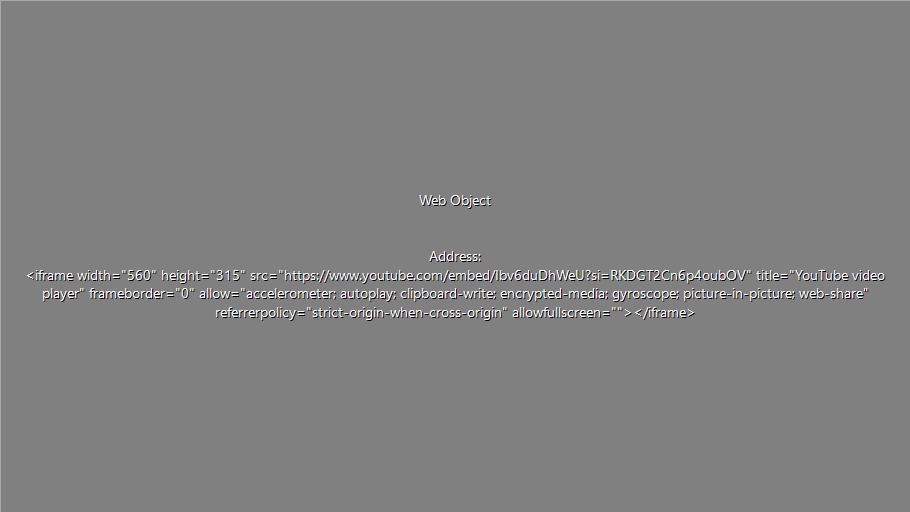 Web Object
Address:
<iframe width="560" height="315" src="https://www.youtube.com/embed/lbv6duDhWeU?si=RKDGT2Cn6p4oubOV" title="YouTube video
player" frameborder="0" allow="accelerometer; autoplay; clipboard-write; encrypted-media; gyroscope; picture-in-picture; web-share"
referrerpolicy="strict-origin-when-cross-origin" allowfullscreen=""></iframe>